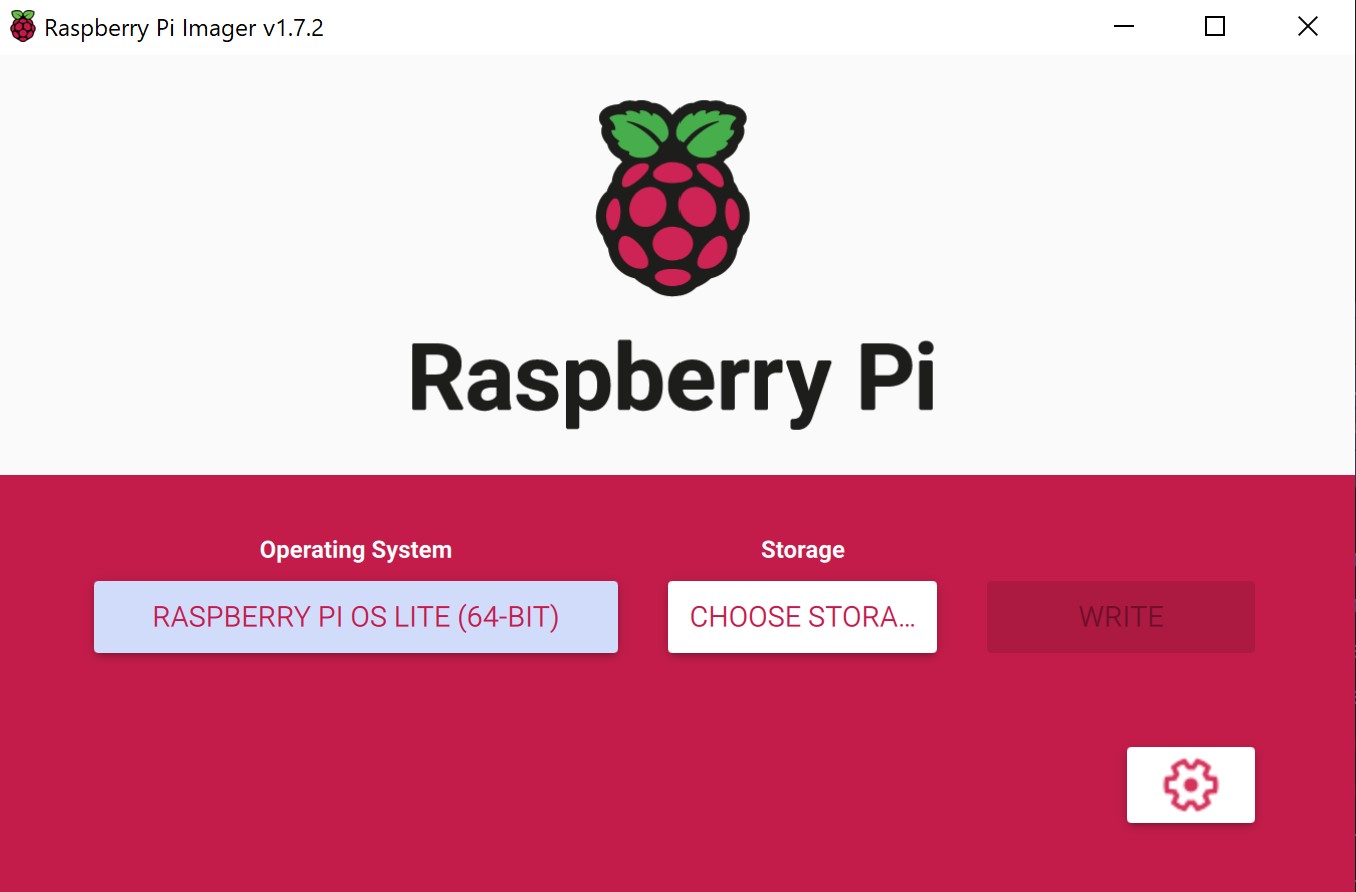 Raspberry Pi Imager v1.7.2
Raspberry Pi
Operating System
Storage
RASPBERRY PI OS LITE (64-BIT)
CHOOSE STORA...
WRITE